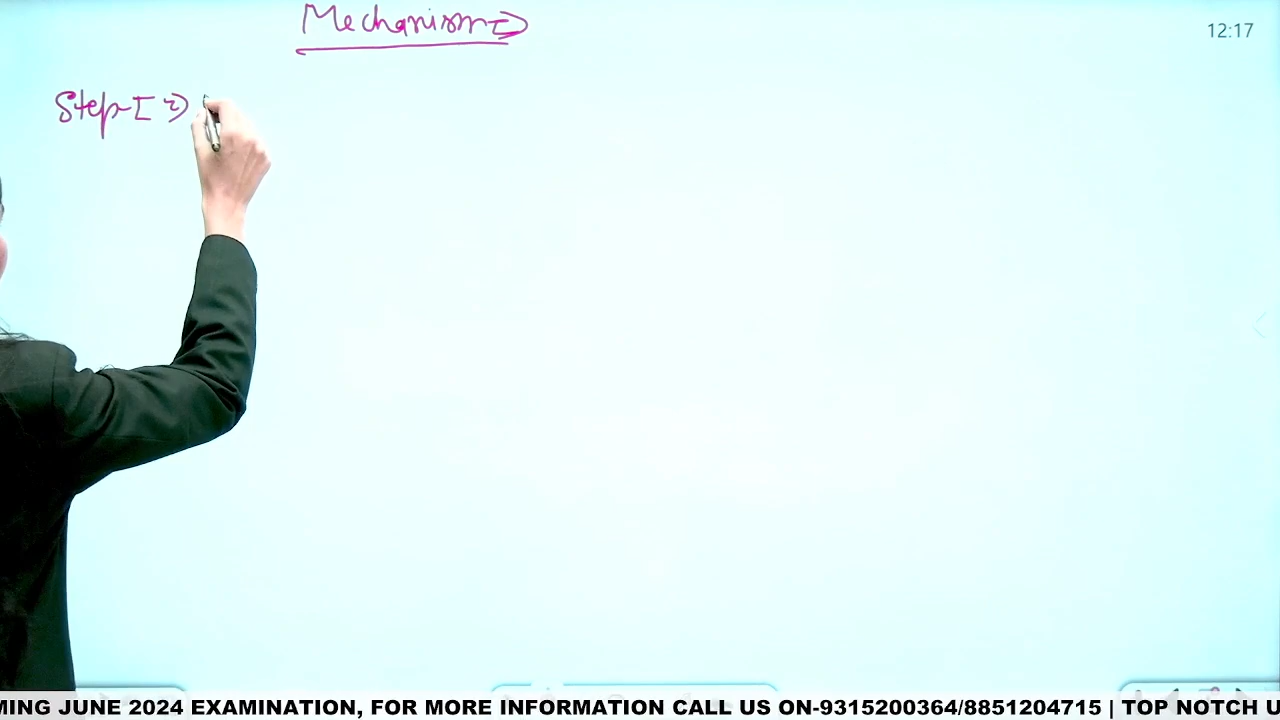 Mechanism ⇒
12:17
Step-I ⇒
MING JUNE 2024 EXAMINATION, FOR MORE INFORMATION CALL US ON-9315200364/8851204715 | TOP NOTCH U